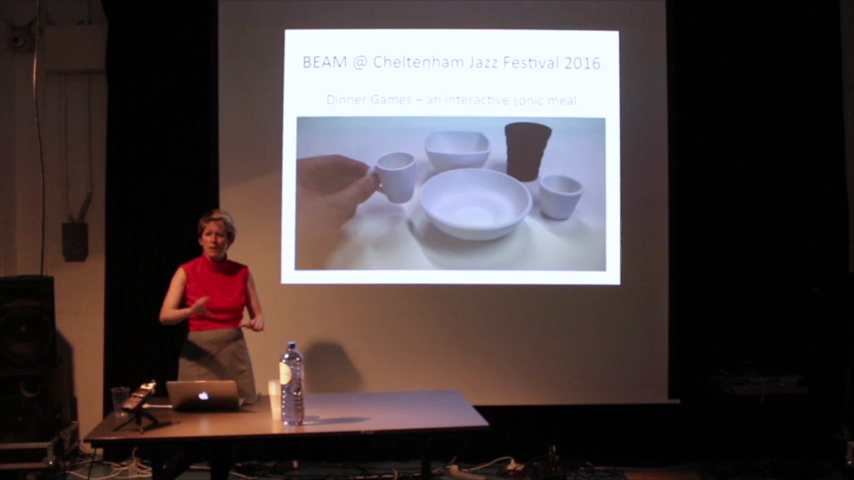 BEAM @ Cheltenham Jazz Festival 2016
Dinner Games – an interactive sonic meal